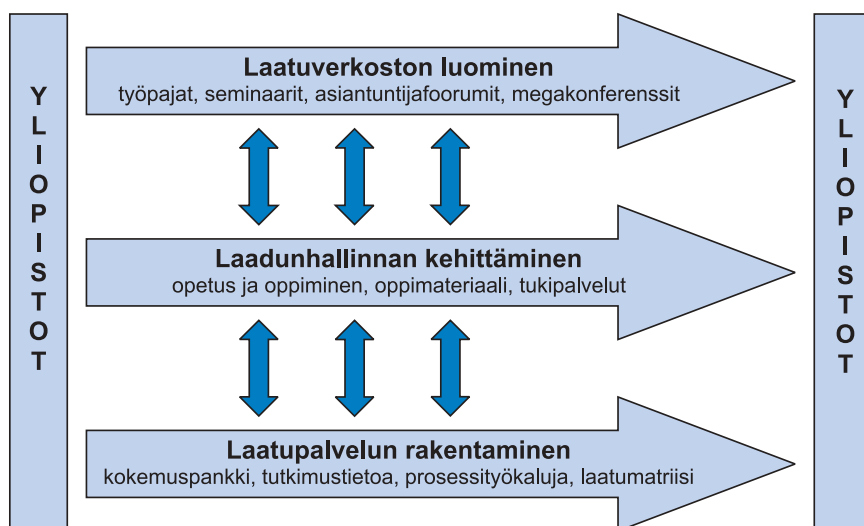 YLIOPISTOT
Laatuverkoston luominen
työpajat, seminaarit, asiantuntijafoorumit, megakonferenssit
Laadunhallinnan kehittäminen
opetus ja oppiminen, oppimateriaali, tukipalvelut
Laatupalvelun rakentaminen
kokemuspankki, tutkimustietoa, prosessityökaluja, laatumatriisi
YLIOPISTOT